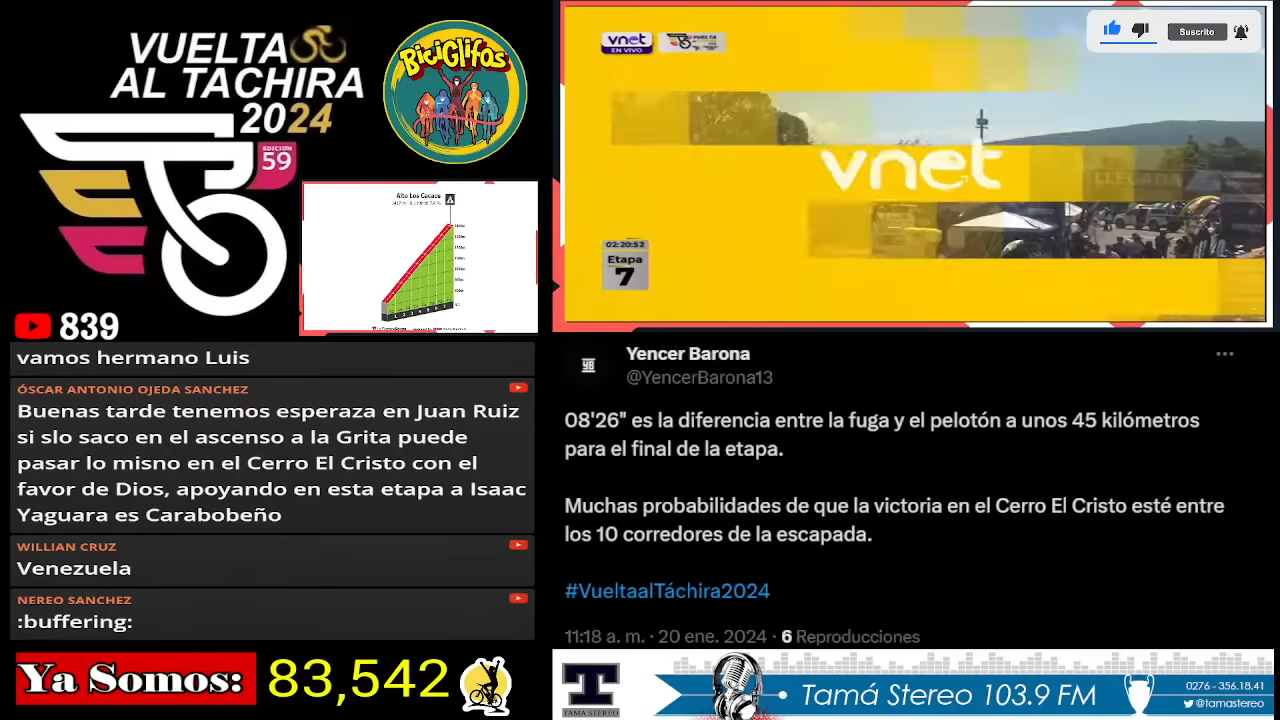 VUELTA
AL TACHIRA
2024
EDICION
59
BiciGlifos
Alto Los Cacaos
839
vamos hermano Luis
ÓSCAR ANTONIO OJEDA SANCHEZ
Buenas tarde tenemos esperaza en Juan Ruiz
si slo saco en el ascenso a la Grita puede
pasar lo misno en el Cerro El Cristo con el
favor de Dios, apoyando en esta etapa a Isaac
Yaguara es Carabobeño
WILLIAN CRUZ
Venezuela
NEREO SANCHEZ
:buffering:
Ya Somos: 83,542
vnet
EN VIVO
Suscrito
vnet
02:20:52
Etapa
7
YB
Yencer Barona
@YencerBarona13
08'26" es la diferencia entre la fuga y el pelotón a unos 45 kilómetros
para el final de la etapa.
Muchas probabilidades de que la victoria en el Cerro El Cristo esté entre
los 10 corredores de la escapada.
#VueltaalTáchira2024
11:18 a. m. · 20 ene. 2024 · 6 Reproducciones
T
TAMA STEREO
Tamá Stereo 103.9 FM
0276 - 356.18.41
@tamastereo